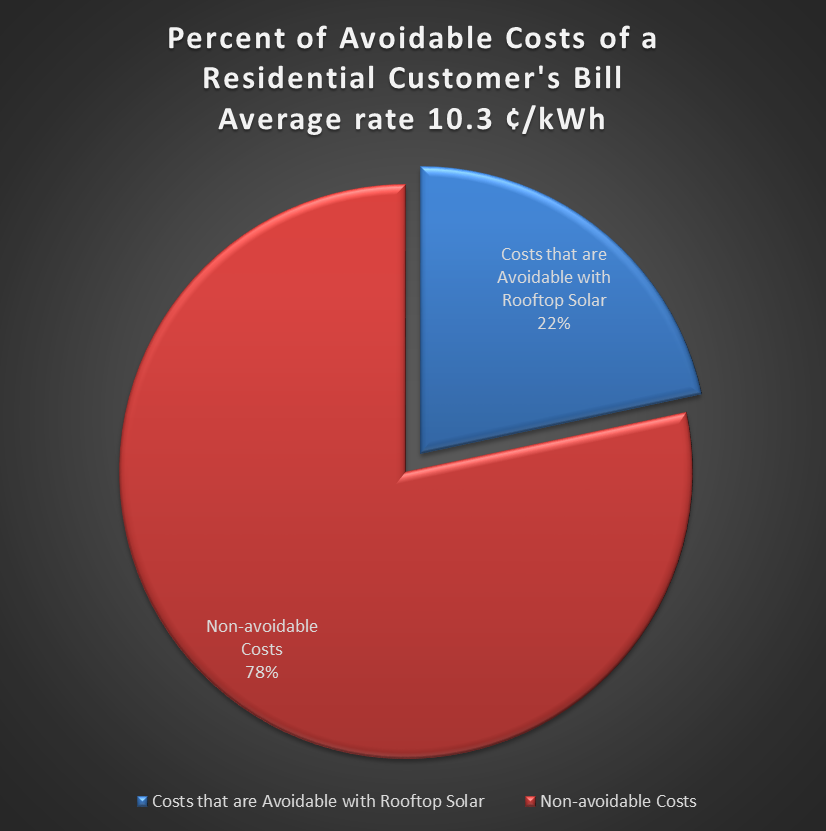 Percent of Avoidable Costs of a
Residential Customer's Bill
Average rate 10.3 ¢/kWh
Costs that are
Avoidable with
Rooftop Solar
22%
Non-avoidable
Costs
78%
Costs that are Avoidable with Rooftop Solar
Non-avoidable Costs